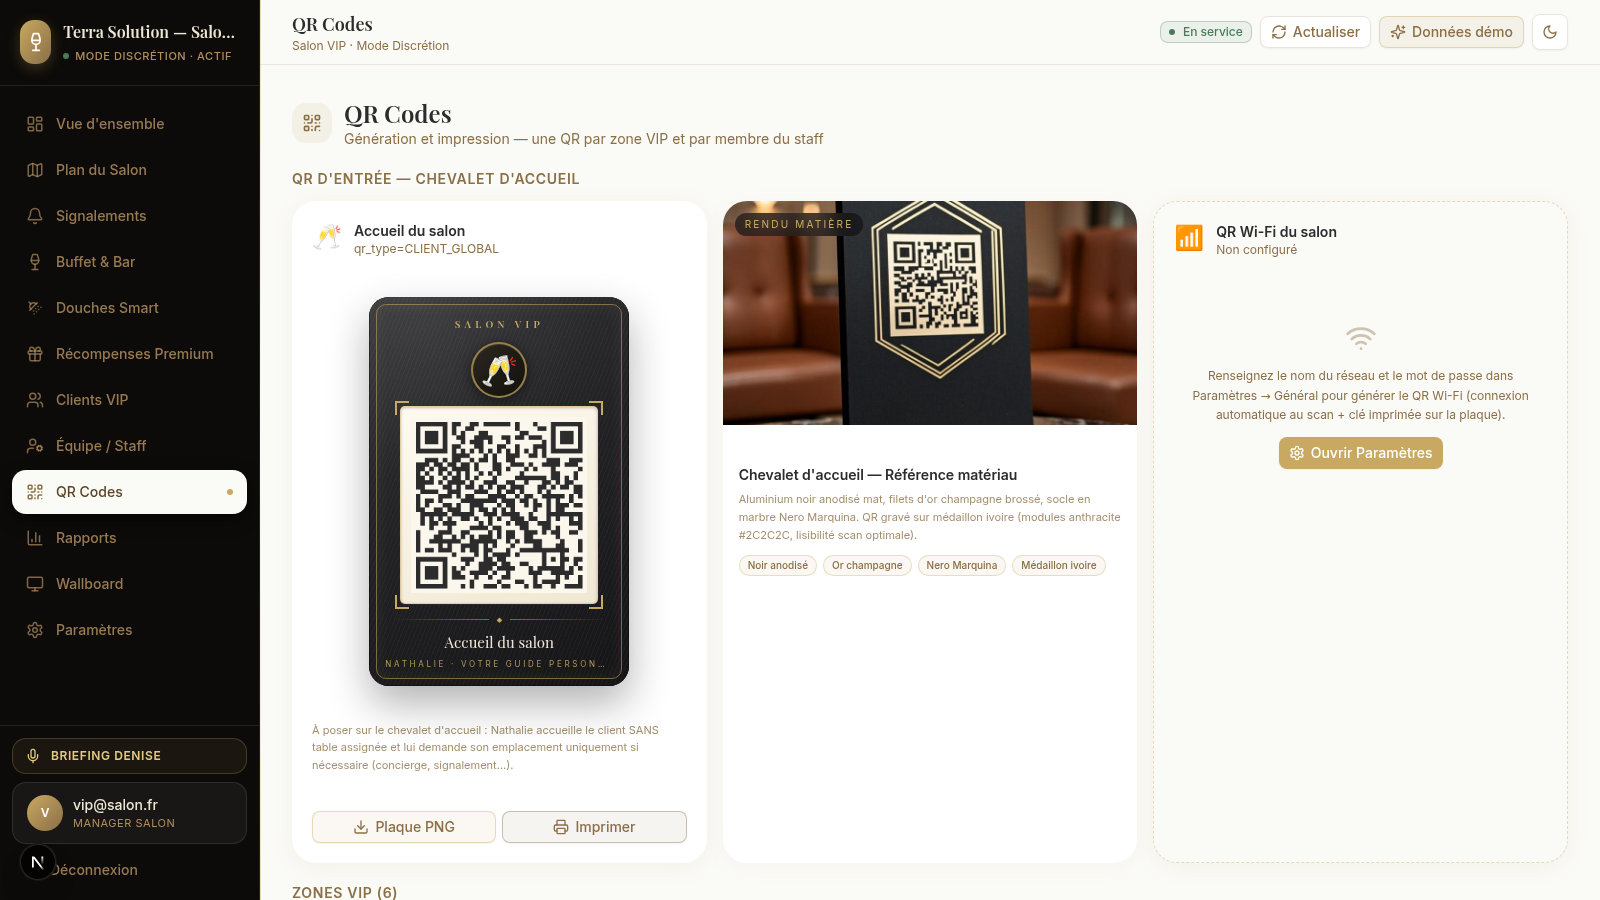 Terra Solution — Salo...
MODE DISCRÉTION · ACTIF
Vue d'ensemble
Plan du Salon
Signalements
Buffet & Bar
Douches Smart
Récompenses Premium
Clients VIP
Équipe / Staff
QR Codes
Rapports
Wallboard
Paramètres
BRIEFING DENISE
V
vip@salon.fr
MANAGER SALON
N
Déconnexion
QR Codes
Salon VIP · Mode Discrétion
En service
Actualiser
Données démo
QR Codes
Génération et impression — une QR par zone VIP et par membre du staff
QR D'ENTRÉE — CHEVALET D'ACCUEIL
Accueil du salon
qr_type=CLIENT_GLOBAL
SALON VIP
Accueil du salon
NATHALIE · VOTRE GUIDE PERSON...
À poser sur le chevalet d'accueil : Nathalie accueille le client SANS
table assignée et lui demande son emplacement uniquement si
nécessaire (concierge, signalement...).
Plaque PNG
Imprimer
RENDU MATIÈRE
Chevalet d'accueil — Référence matériau
Aluminium noir anodisé mat, filets d'or champagne brossé, socle en
marbre Nero Marquina. QR gravé sur médaillon ivoire (modules anthracite
#2C2C2C, lisibilité scan optimale).
Noir anodisé
Or champagne
Nero Marquina
Médaillon ivoire
QR Wi-Fi du salon
Non configuré
Renseignez le nom du réseau et le mot de passe dans
Paramètres → Général pour générer le QR Wi-Fi (connexion
automatique au scan + clé imprimée sur la plaque).
Ouvrir Paramètres
ZONES VIP (6)